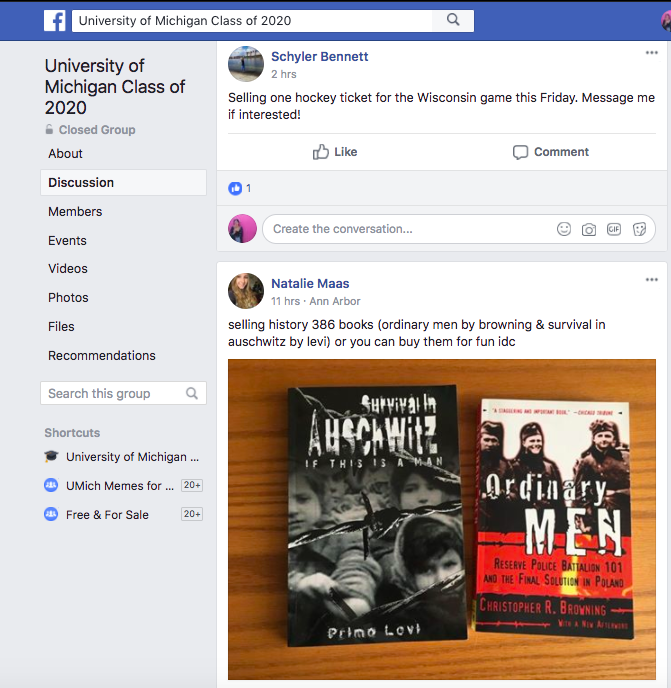 University of Michigan Class of 2020
University of
Michigan Class of
2020
Closed Group
About
Discussion
Members
Events
Videos
Photos
Files
Recommendations
Search this group
Shortcuts
University of Michigan ...
UMich Memes for ... 20+
Free & For Sale 20+
Schyler Bennett
2 hrs
Selling one hockey ticket for the Wisconsin game this Friday. Message me
if interested!
Like Comment
1
Create the conversation...
GIF
Natalie Maas
11 hrs · Ann Arbor
selling history 386 books (ordinary men by browning & survival in
auschwitz by levi) or you can buy them for fun idc
Survival In
Auschwitz
IF THIS IS A MAN
Primo Levi
"A STAGGERING AND IMPORTANT BOOK." —CHICAGO TRIBUNE
Ordinary
MEN
RESERVE POLICE BATTALION 101
AND THE FINAL SOLUTION IN POLAND
CHRISTOPHER R. BROWNING
WITH A NEW AFTERWORD